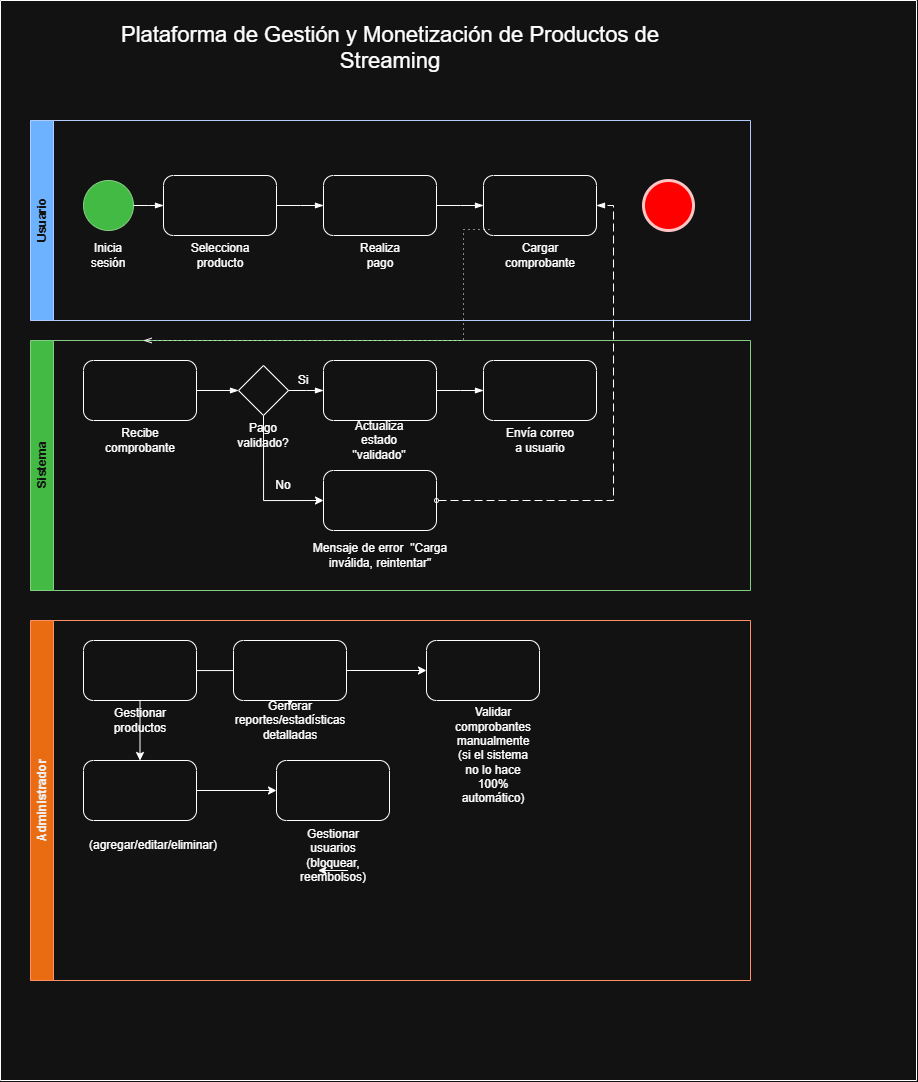 Plataforma de Gestión y Monetización de Productos de
Streaming
Usuario
Inicia
sesión
Selecciona
producto
Realiza
pago
Cargar
comprobante
Sistema
Recibe
comprobante
Pago
validado?
Si
No
Actualiza
estado
"validado"
Envía correo
a usuario
Mensaje de error "Carga
inválida, reintentar"
Administrador
Gestionar
productos
Generar
reportes/estadísticas
detalladas
Validar
comprobantes
manualmente
(si el sistema
no lo hace
100%
automático)
(agregar/editar/eliminar)
Gestionar
usuarios
(bloquear,
reembolsos)